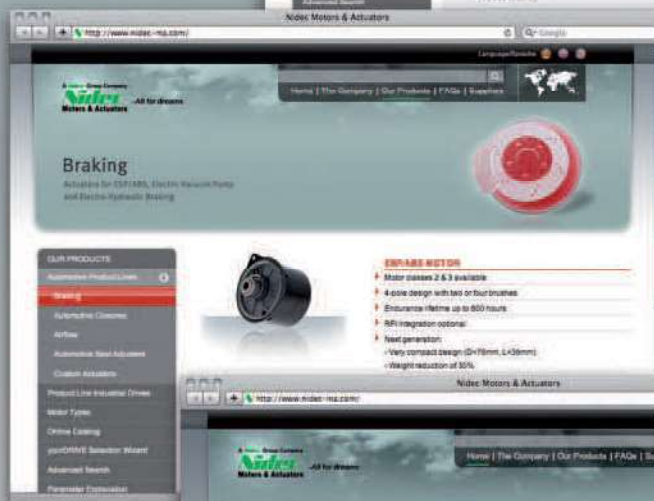 Advanced Search
Nidec Motors & Actuators
http://www.nidec-ma.com/
Google
Language/Sprache
A Nidec Group Company
Nidec
Motors & Actuators
-All for dreams
Home | The Company | Our Products | FAQs | Suppliers
Braking
Actuators for ESP/ABS, Electric Vacuum Pump
and Electro-Hydraulic Braking
OUR PRODUCTS
Automotive Product Lines
Braking
Automotive Closures
Airflow
Automotive Seat Adjusters
Custom Actuators
Product Line Industrial Drives
Motor Types
Online Catalog
yourDRIVE Selection Wizard
Advanced Search
Parameter Explanation
ESP/ABS MOTOR
Motor classes 2 & 3 available
4-pole design with two or four brushes
Endurance lifetime up to 800 hours
RFI integration optional
Next generation:
- Very compact design (D=76mm, L=39mm)
- Weight reduction of 30%
Nidec Motors & Actuators
http://www.nidec-ma.com/
A Nidec Group Company
Nidec
Motors & Actuators
-All for dreams
Home | The Company | Our Products | FAQs | Su